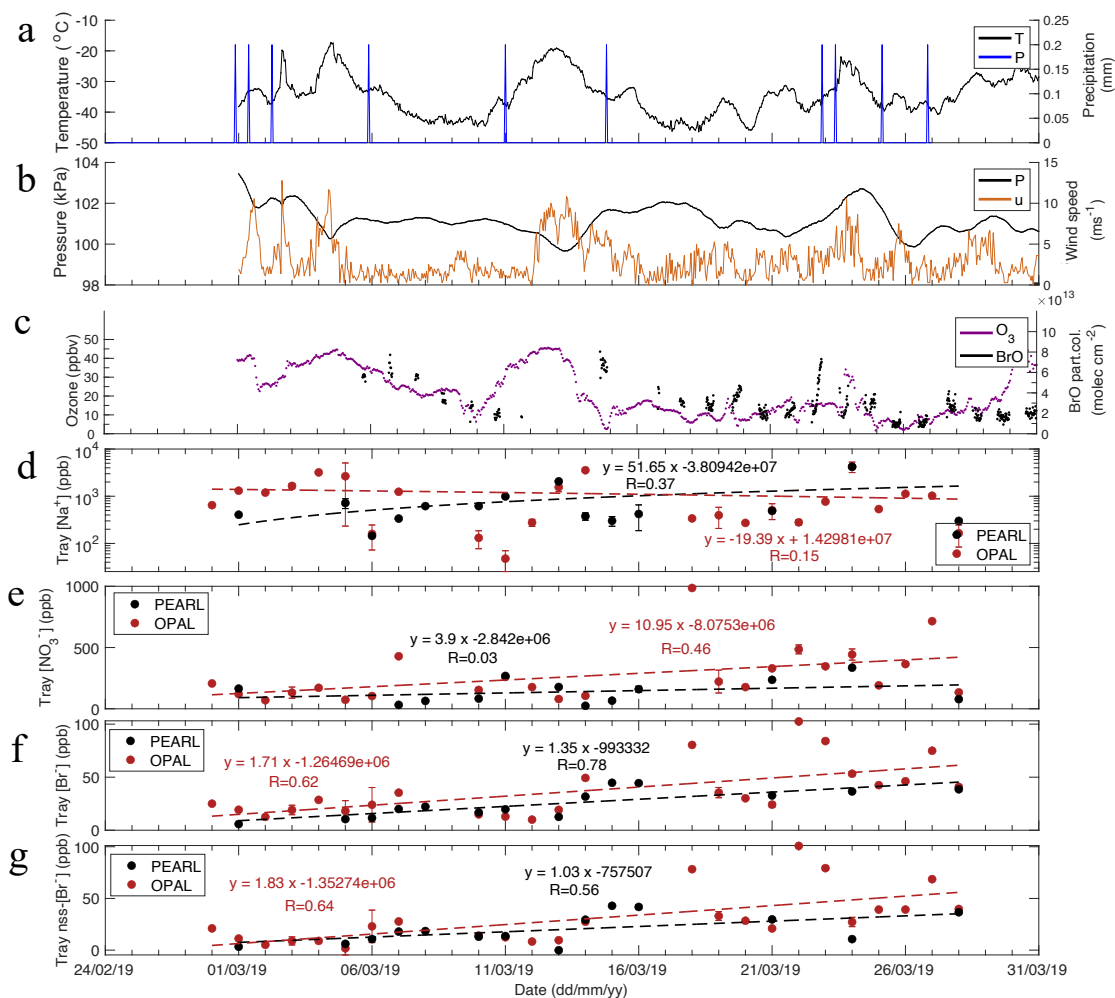 a
Temperature ( °C)
-10
-20
-30
-40
-50
T
P
0.2
0.15
0.1
0.05
0
Precipitation
(mm)
b
Pressure (kPa)
104
102
100
98
P
u
15
10
5
0
Wind speed
(ms⁻¹)
c
Ozone (ppbv)
50
40
30
20
10
0
O₃
BrO
× 10¹³
10
8
6
4
2
0
BrO part.col.
(molec cm⁻²)
d
Tray [Na⁺] (ppb)
10⁴
10³
10²
y = 51.65 x -3.80942e+07
R=0.37
y = -19.39 x + 1.42981e+07
R=0.15
PEARL
OPAL
e
Tray [NO₃⁻] (ppb)
1000
500
0
PEARL
OPAL
y = 3.9 x -2.842e+06
R=0.03
y = 10.95 x -8.0753e+06
R=0.46
f
Tray [Br⁻] (ppb)
100
50
0
PEARL
OPAL
y = 1.71 x -1.26469e+06
R=0.62
y = 1.35 x -993332
R=0.78
g
Tray nss-[Br⁻] (ppb)
100
50
0
PEARL
OPAL
y = 1.83 x -1.35274e+06
R=0.64
y = 1.03 x -757507
R=0.56
24/02/19 01/03/19 06/03/19 11/03/19 16/03/19 21/03/19 26/03/19 31/03/19
Date (dd/mm/yy)